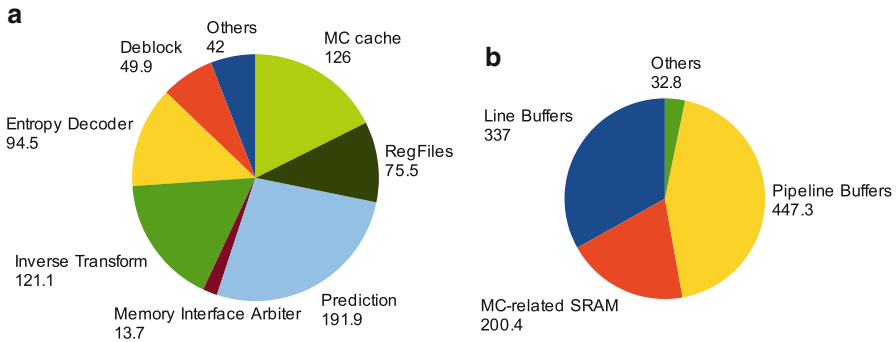 a
Others
42
MC cache
126
Deblock
49.9
Entropy Decoder
94.5
RegFiles
75.5
Inverse Transform
121.1
Memory Interface Arbiter
13.7
Prediction
191.9
b
Others
32.8
Line Buffers
337
Pipeline Buffers
447.3
MC-related SRAM
200.4